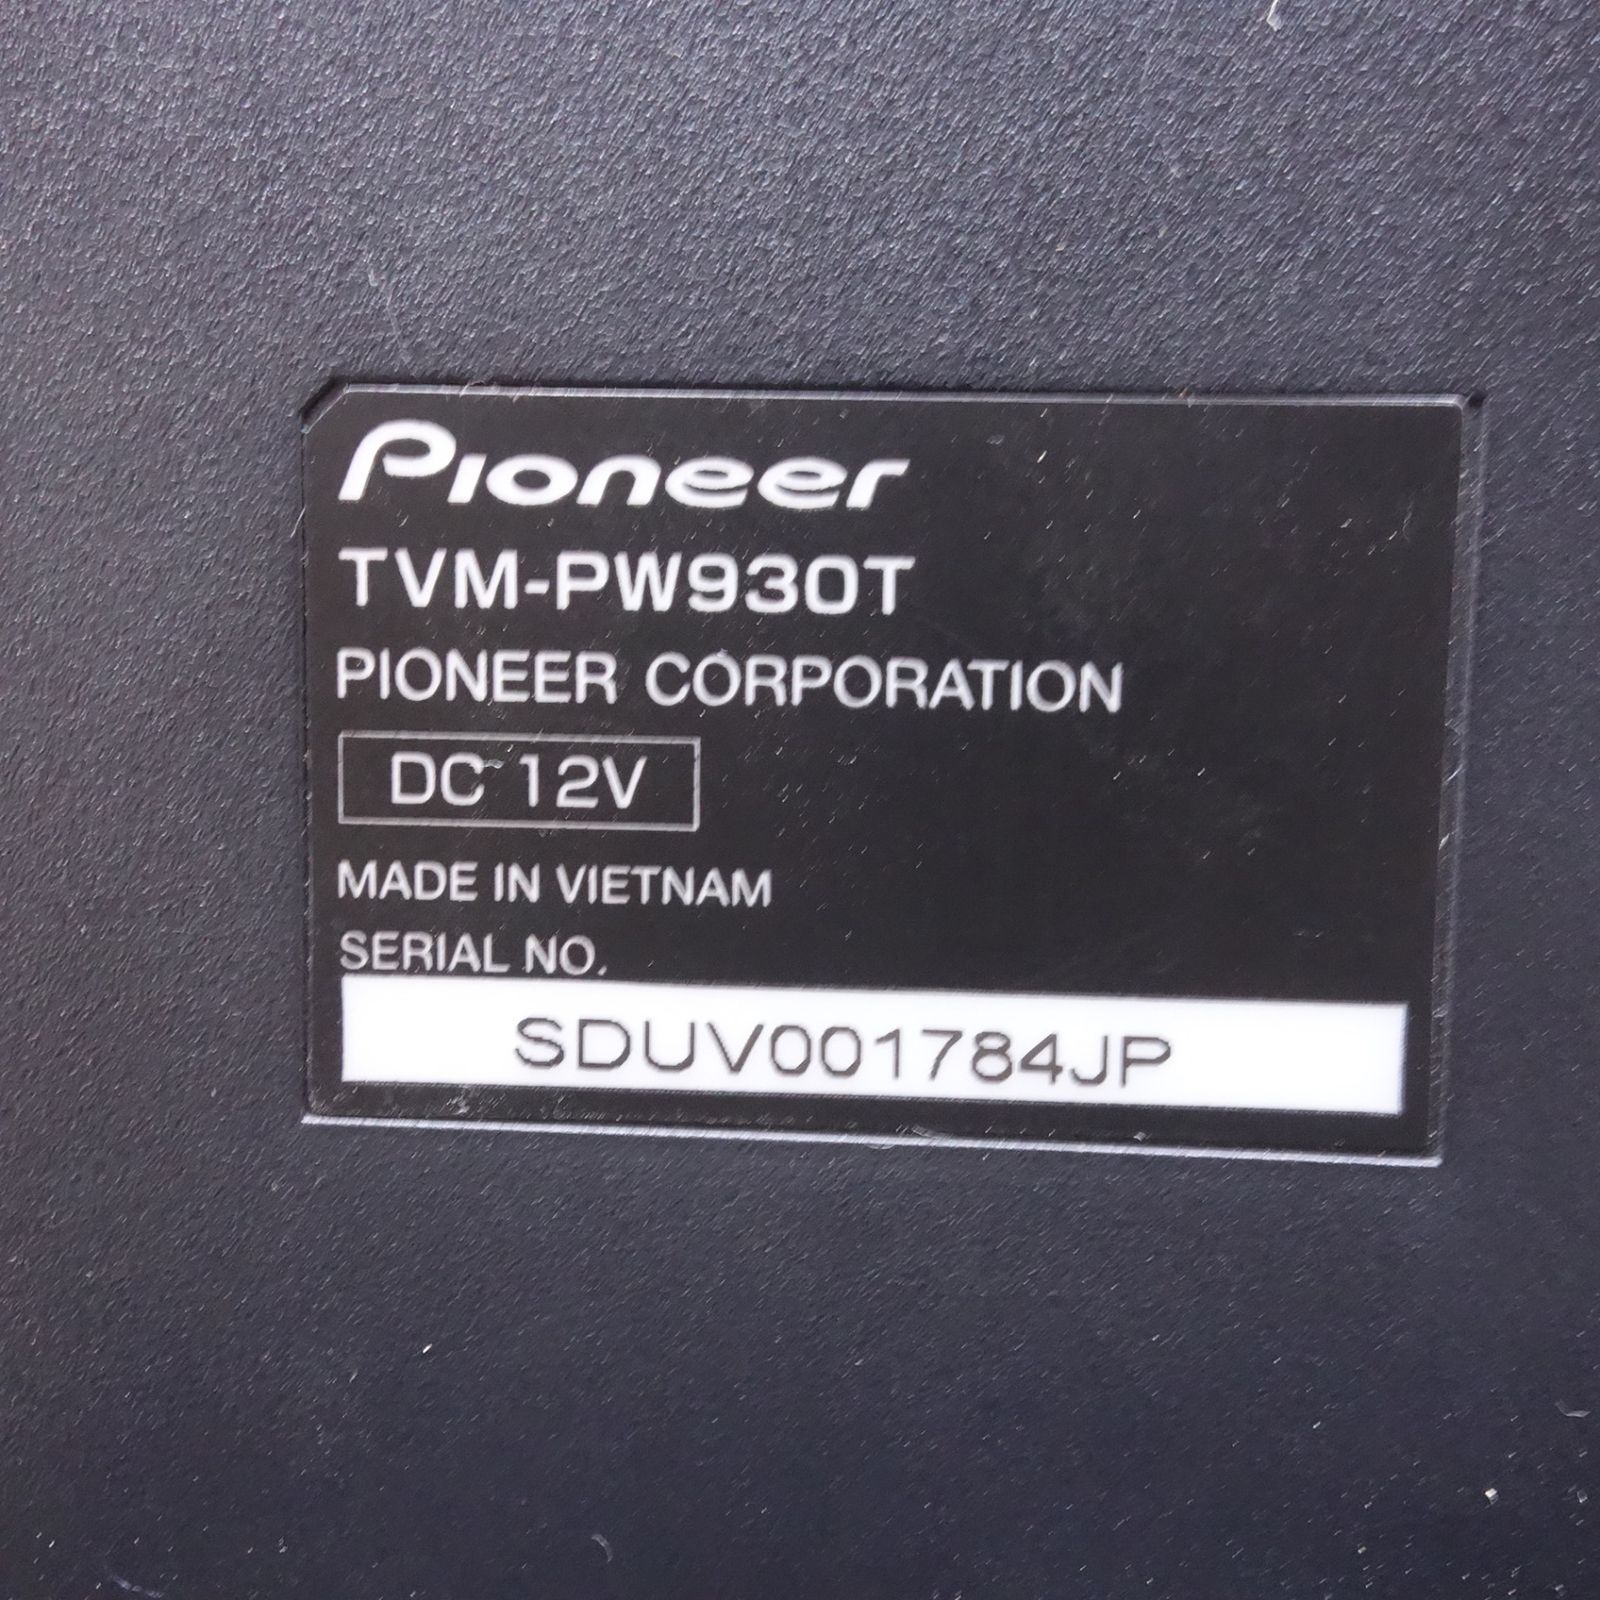 Pioneer
TVM-PW930T
PIONEER CORPORATION
DC 12V
MADE IN VIETNAM
SERIAL NO.
SDUV001784JP